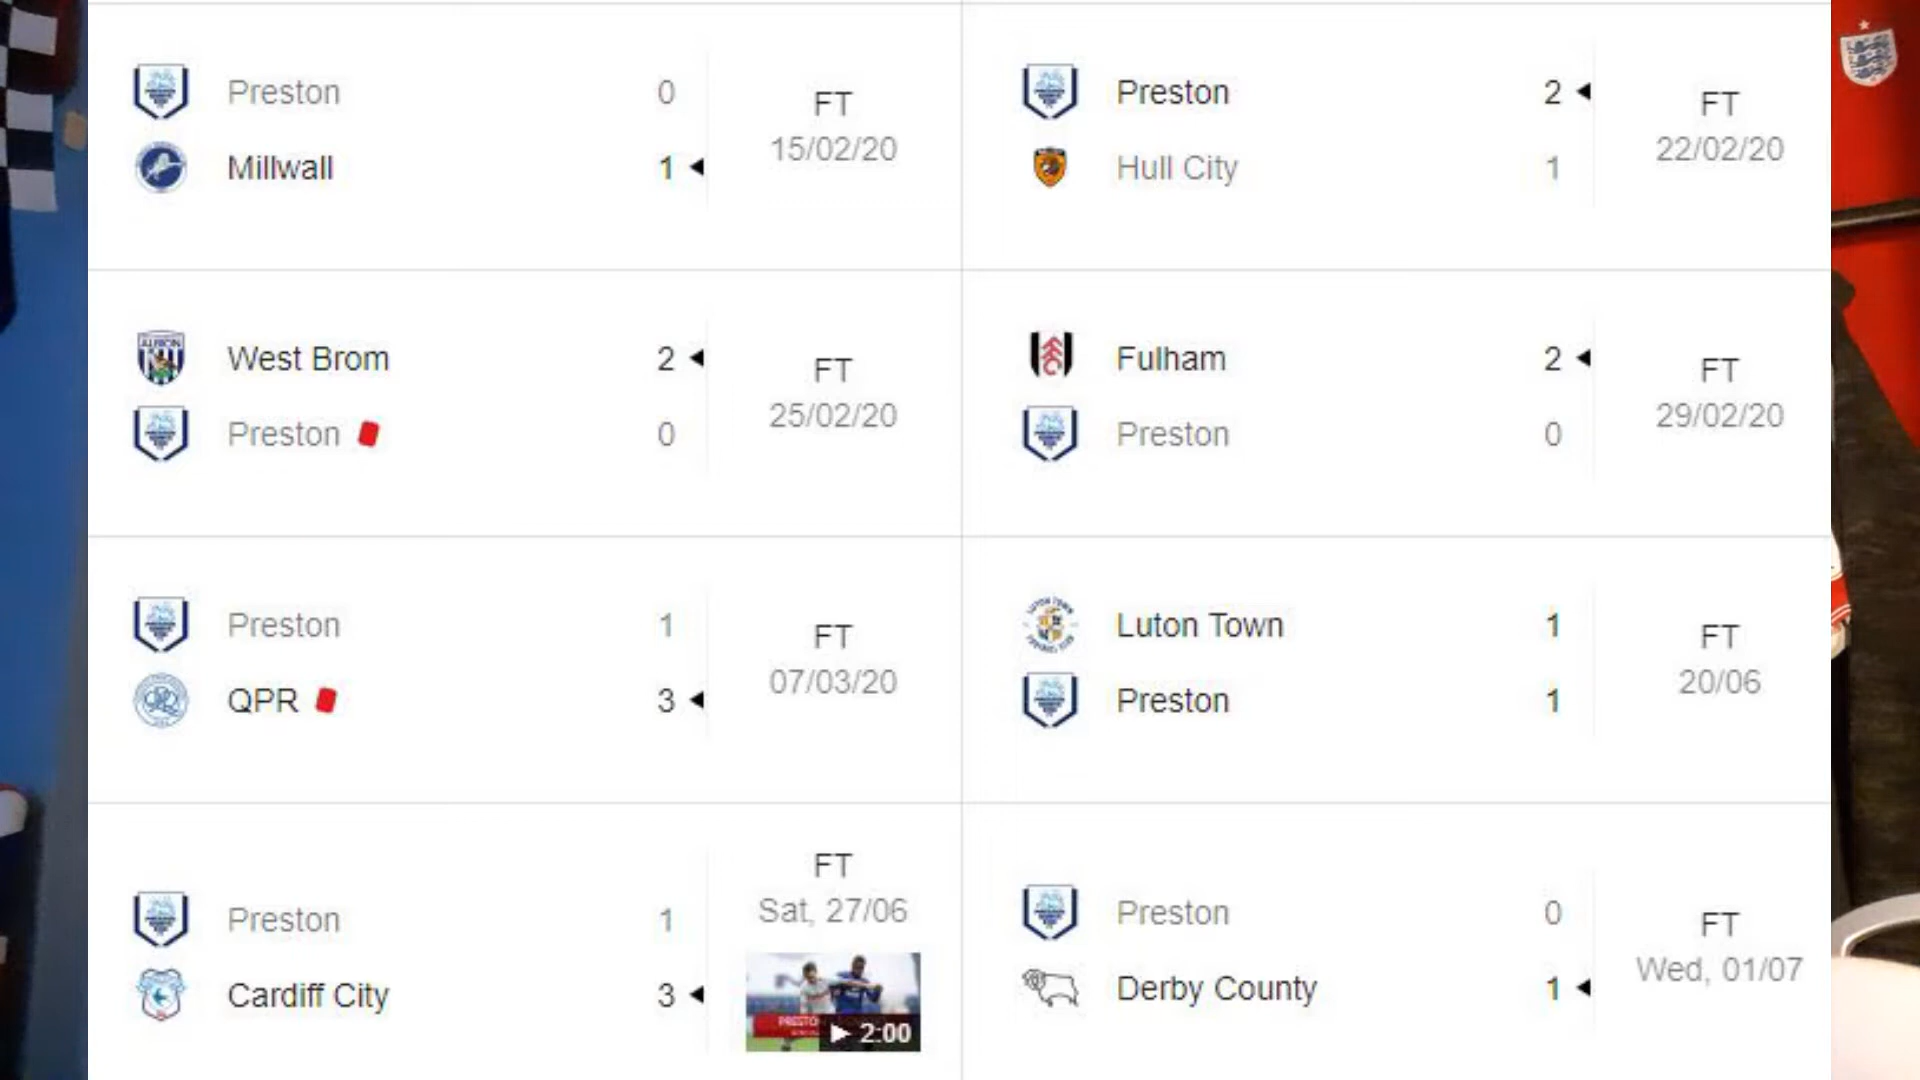 Preston 0
FT
15/02/20
Millwall 1
Preston 2
FT
22/02/20
Hull City 1
West Brom 2
FT
25/02/20
Preston 0
Fulham 2
FT
29/02/20
Preston 0
Preston 1
FT
07/03/20
QPR 3
Luton Town 1
FT
20/06
Preston 1
FT
Sat, 27/06
Preston 1
Cardiff City 3
PRESTO
2:00
Preston 0
FT
Wed, 01/07
Derby County 1